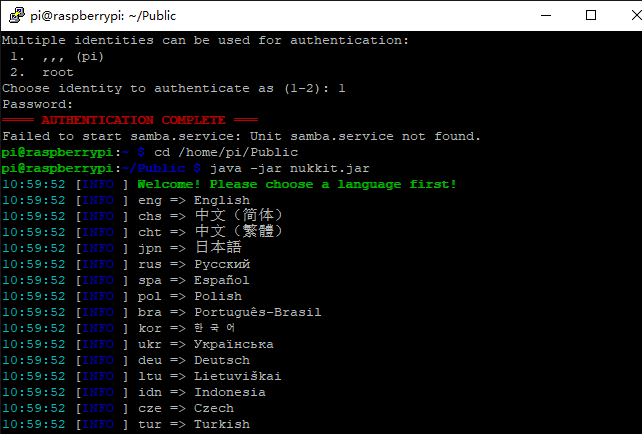 pi@raspberrypi: ~/Public
Multiple identities can be used for authentication:
1. ,,, (pi)
2. root
Choose identity to authenticate as (1-2): 1
Password:
==== AUTHENTICATION COMPLETE ===
Failed to start samba.service: Unit samba.service not found.
pi@raspberrypi:~ $ cd /home/pi/Public
pi@raspberrypi:~/Public $ java -jar nukkit.jar
10:59:52 [INFO ] Welcome! Please choose a language first!
10:59:52 [INFO ] eng => English
10:59:52 [INFO ] chs => 中文（简体）
10:59:52 [INFO ] cht => 中文（繁體）
10:59:52 [INFO ] jpn => 日本語
10:59:52 [INFO ] rus => Русский
10:59:52 [INFO ] spa => Español
10:59:52 [INFO ] pol => Polish
10:59:52 [INFO ] bra => Português-Brasil
10:59:52 [INFO ] kor => 한국어
10:59:52 [INFO ] ukr => Українська
10:59:52 [INFO ] deu => Deutsch
10:59:52 [INFO ] ltu => Lietuviškai
10:59:52 [INFO ] idn => Indonesia
10:59:52 [INFO ] cze => Czech
10:59:52 [INFO ] tur => Turkish